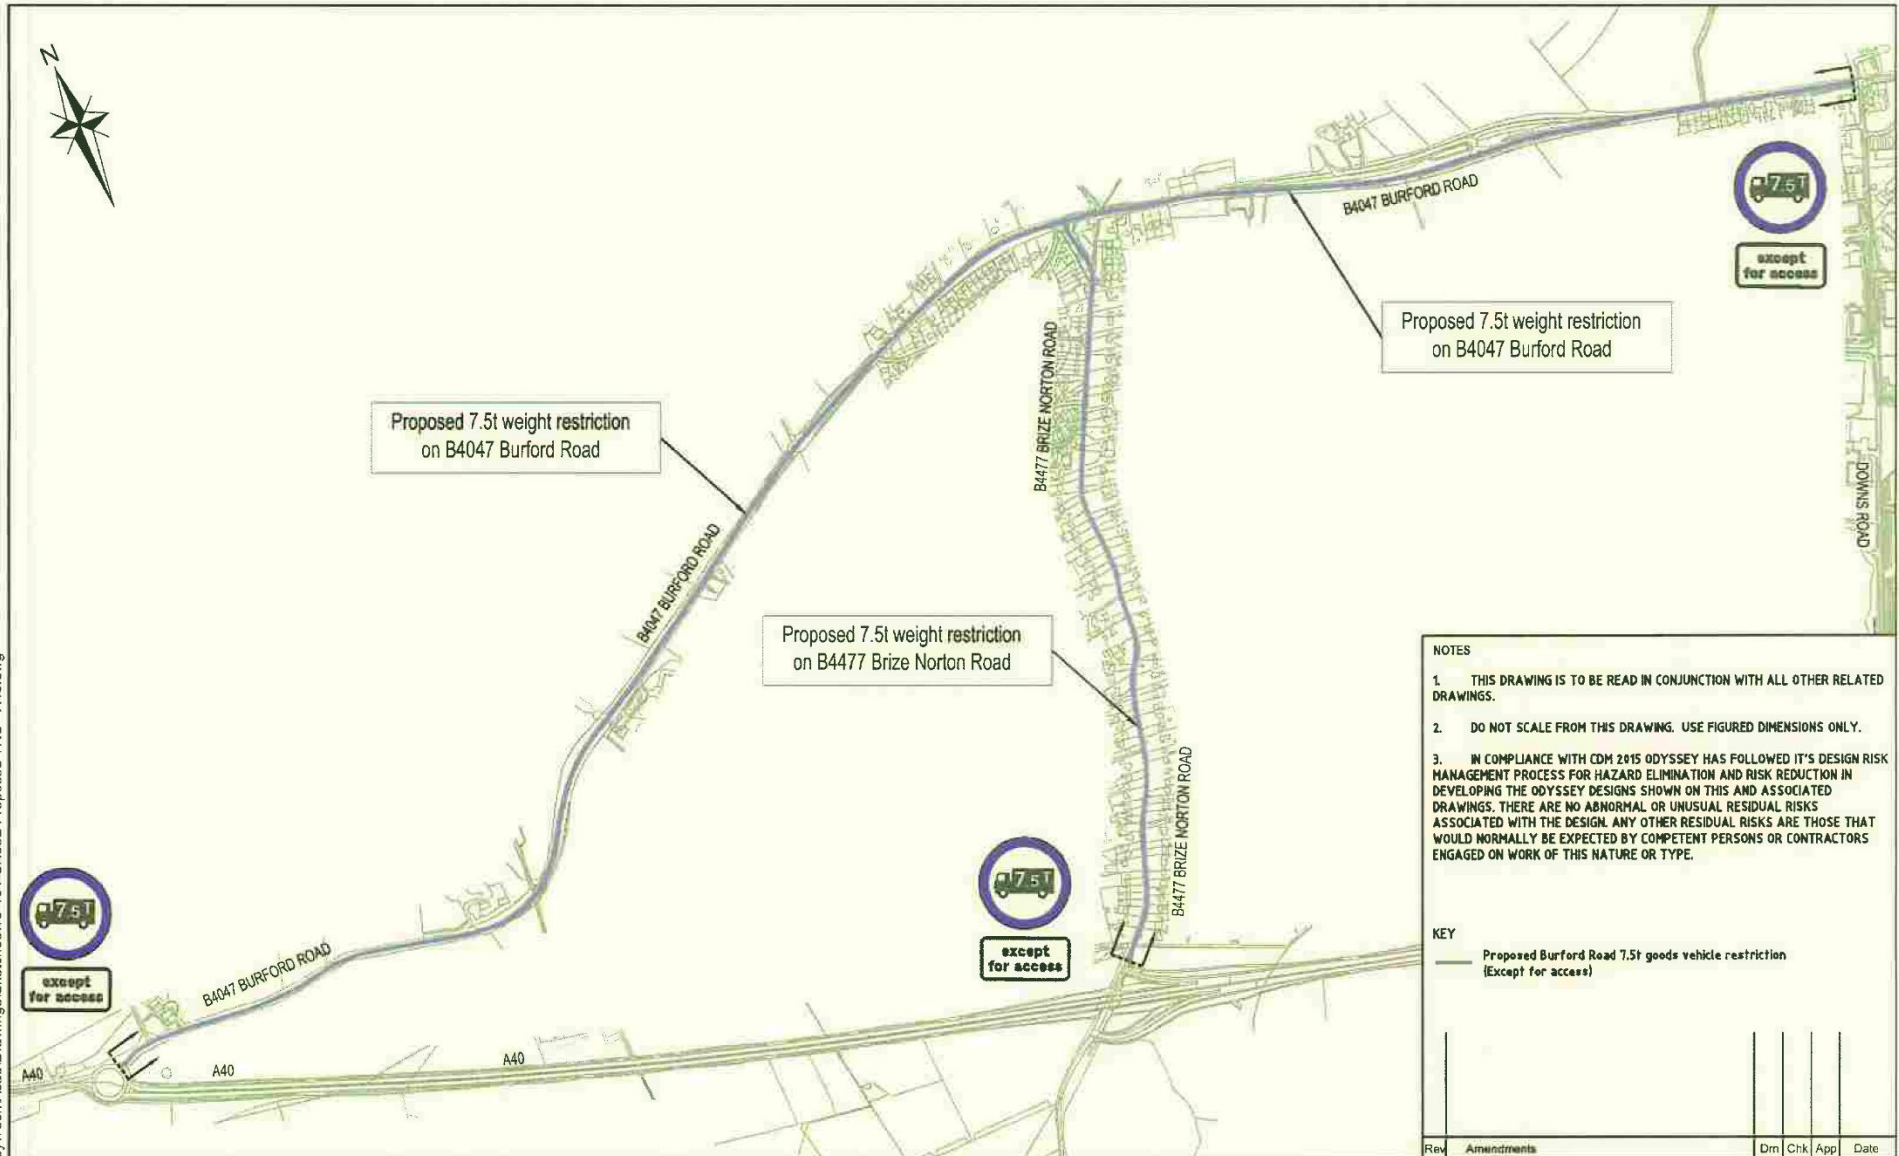 N
7.5T
except
for access
B4047 BURFORD ROAD
Proposed 7.5t weight restriction
on B4047 Burford Road
Proposed 7.5t weight restriction
on B4047 Burford Road
B4477 BRIZE NORTON ROAD
DOWNS ROAD
B4047 BURFORD ROAD
Proposed 7.5t weight restriction
on B4477 Brize Norton Road
B4477 BRIZE NORTON ROAD
7.5T
except
for access
7.5T
except
for access
B4047 BURFORD ROAD
A40
A40
A40
NOTES
1. THIS DRAWING IS TO BE READ IN CONJUNCTION WITH ALL OTHER RELATED
DRAWINGS.
2. DO NOT SCALE FROM THIS DRAWING. USE FIGURED DIMENSIONS ONLY.
3. IN COMPLIANCE WITH CDM 2015 ODYSSEY HAS FOLLOWED IT'S DESIGN RISK
MANAGEMENT PROCESS FOR HAZARD ELIMINATION AND RISK REDUCTION IN
DEVELOPING THE ODYSSEY DESIGNS SHOWN ON THIS AND ASSOCIATED
DRAWINGS. THERE ARE NO ABNORMAL OR UNUSUAL RESIDUAL RISKS
ASSOCIATED WITH THE DESIGN. ANY OTHER RESIDUAL RISKS ARE THOSE THAT
WOULD NORMALLY BE EXPECTED BY COMPETENT PERSONS OR CONTRACTORS
ENGAGED ON WORK OF THIS NATURE OR TYPE.
KEY
Proposed Burford Road 7.5t goods vehicle restriction
(Except for access)
Rev Amendments Drn Chk App Date